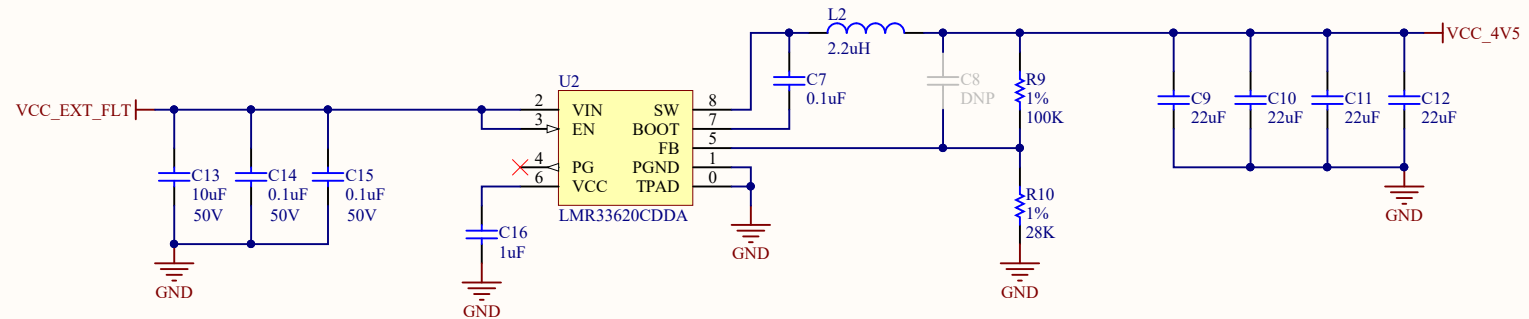 L2
2.2uH
VCC_4V5
U2
C7
0.1uF
C8
DNP
R9
1%
100K
VCC_EXT_FLT
2
VIN
SW
8
3
EN
BOOT
7
FB
5
4
PG
PGND
1
6
VCC
TPAD
0
LMR33620CDDA
C9
22uF
C10
22uF
C11
22uF
C12
22uF
C13
10uF
50V
C14
0.1uF
50V
C15
0.1uF
50V
C16
1uF
R10
1%
28K
GND
GND
GND
GND
GND